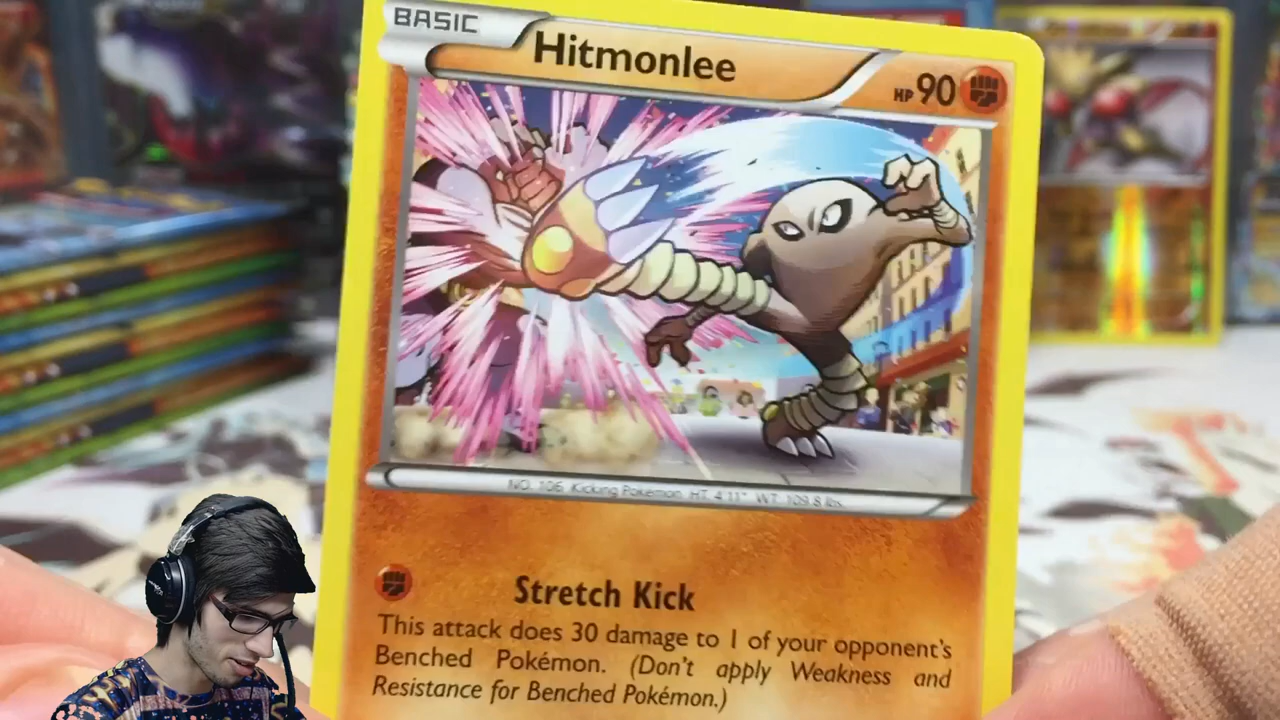 BASIC
Hitmonlee
HP 90
NO. 106 Kicking Pokémon HT. 4'11" WT. 109.8 lbs.
Stretch Kick
This attack does 30 damage to 1 of your opponent's
Benched Pokémon. (Don't apply Weakness and
Resistance for Benched Pokémon.)